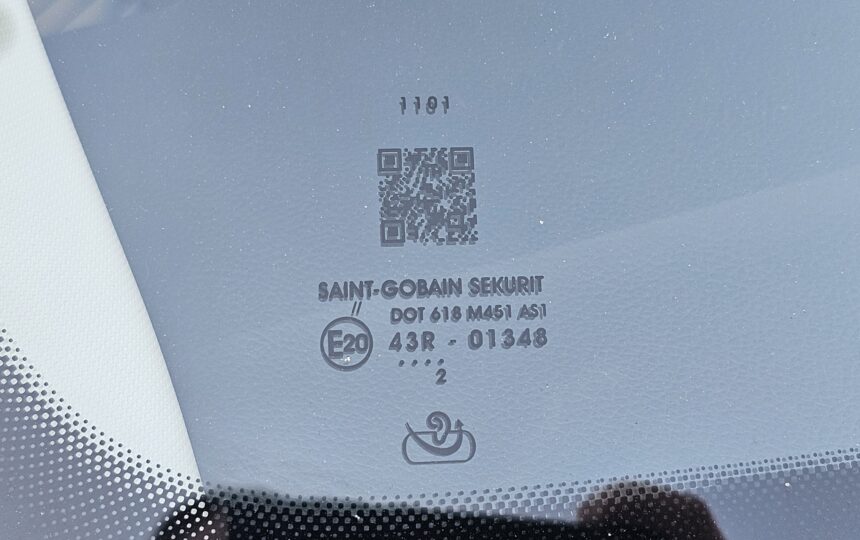 1101
SAINT-GOBAIN SEKURIT
//
DOT 618 M451 AS1
E20 43R - 01348
....
2